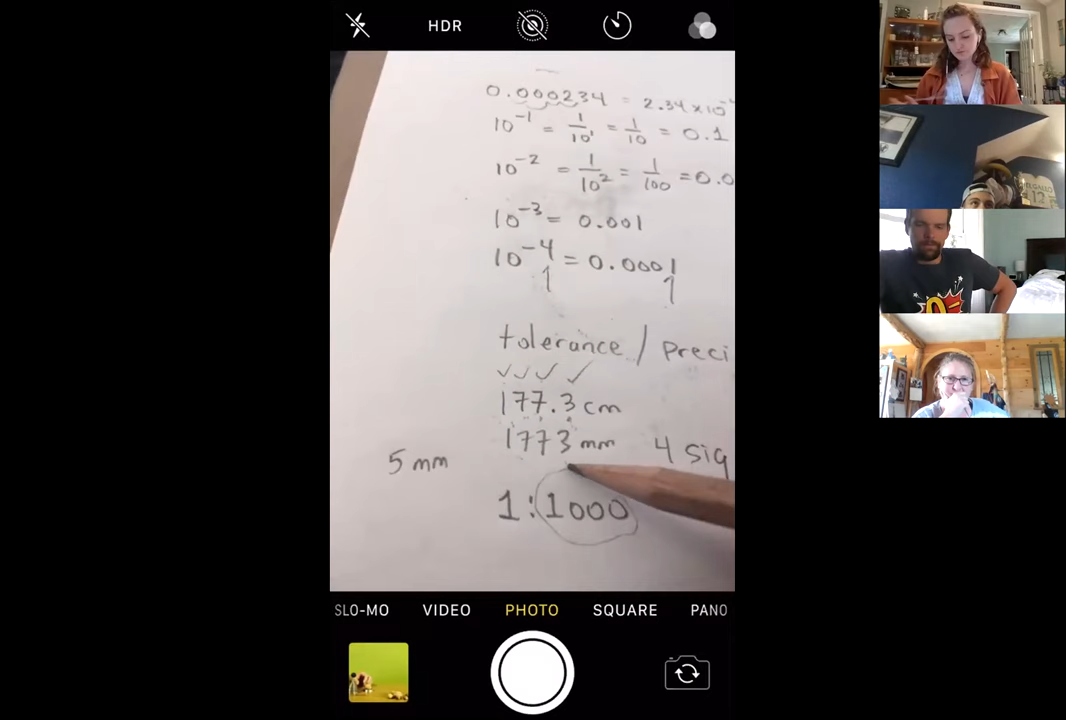 HDR
0.000234 = 2.34 x 10⁻
10⁻¹ = 1/10¹ = 1/10 = 0.1
10⁻² = 1/10² = 1/100 = 0.0
10⁻³ = 0.001
10⁻⁴ = 0.0001
tolerance / preci
177.3 cm
1773 mm 4 sig
5 mm
1:1000
SLO-MO VIDEO PHOTO SQUARE PANO